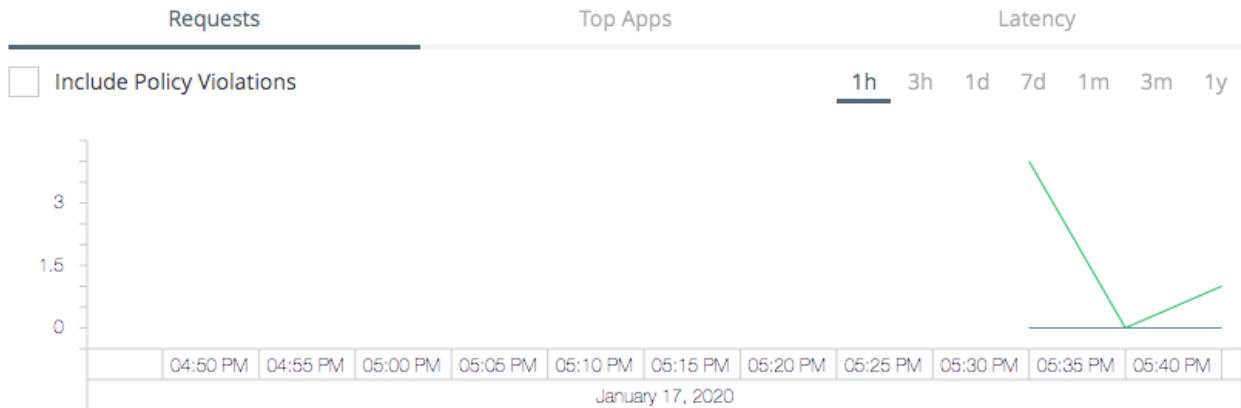 Requests Top Apps Latency
Include Policy Violations 1h 3h 1d 7d 1m 3m 1y
3
1.5
0
04:50 PM 04:55 PM 05:00 PM 05:05 PM 05:10 PM 05:15 PM 05:20 PM 05:25 PM 05:30 PM 05:35 PM 05:40 PM
January 17, 2020